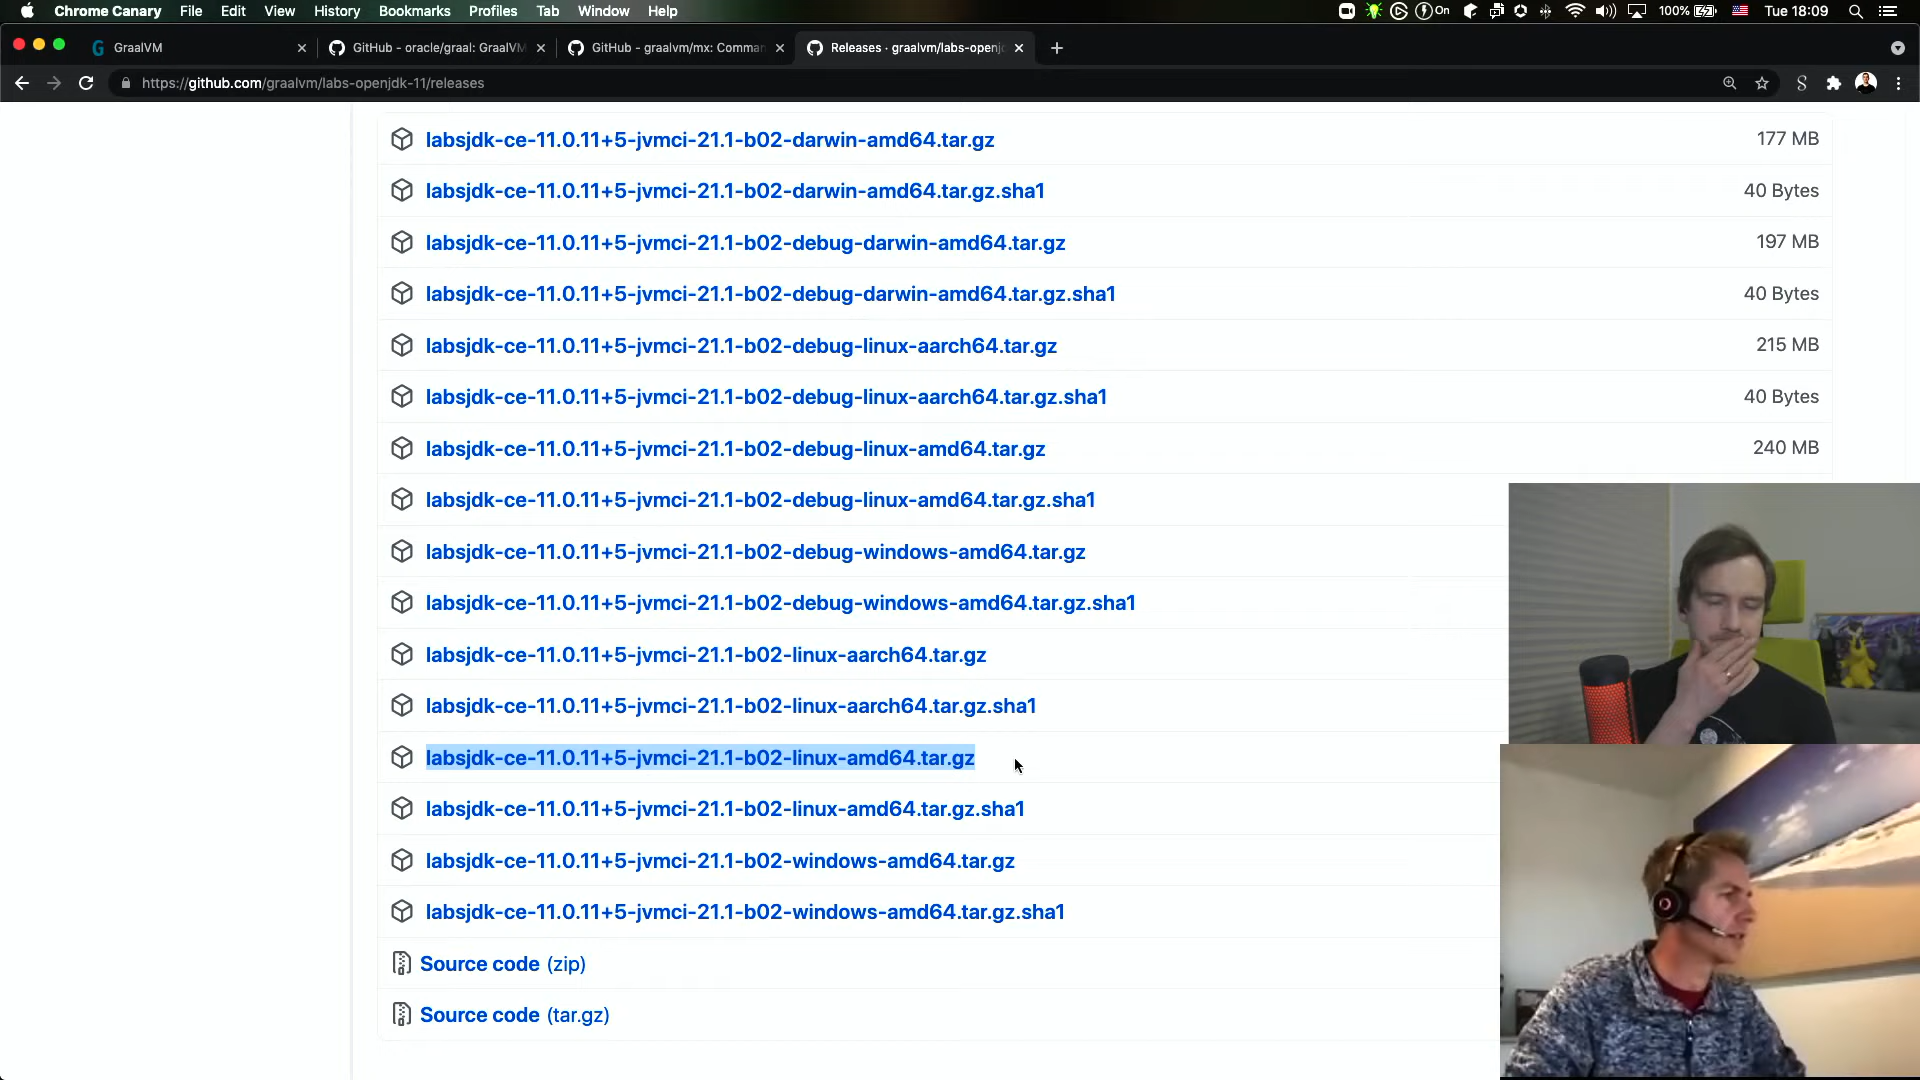 Chrome Canary File Edit View History Bookmarks Profiles Tab Window Help On 100% Tue 18:09
GraalVM GitHub - oracle/graal: GraalVM GitHub - graalvm/mx: Comman Releases · graalvm/labs-openjd
https://github.com/graalvm/labs-openjdk-11/releases
labsjdk-ce-11.0.11+5-jvmci-21.1-b02-darwin-amd64.tar.gz 177 MB
labsjdk-ce-11.0.11+5-jvmci-21.1-b02-darwin-amd64.tar.gz.sha1 40 Bytes
labsjdk-ce-11.0.11+5-jvmci-21.1-b02-debug-darwin-amd64.tar.gz 197 MB
labsjdk-ce-11.0.11+5-jvmci-21.1-b02-debug-darwin-amd64.tar.gz.sha1 40 Bytes
labsjdk-ce-11.0.11+5-jvmci-21.1-b02-debug-linux-aarch64.tar.gz 215 MB
labsjdk-ce-11.0.11+5-jvmci-21.1-b02-debug-linux-aarch64.tar.gz.sha1 40 Bytes
labsjdk-ce-11.0.11+5-jvmci-21.1-b02-debug-linux-amd64.tar.gz 240 MB
labsjdk-ce-11.0.11+5-jvmci-21.1-b02-debug-linux-amd64.tar.gz.sha1
labsjdk-ce-11.0.11+5-jvmci-21.1-b02-debug-windows-amd64.tar.gz
labsjdk-ce-11.0.11+5-jvmci-21.1-b02-debug-windows-amd64.tar.gz.sha1
labsjdk-ce-11.0.11+5-jvmci-21.1-b02-linux-aarch64.tar.gz
labsjdk-ce-11.0.11+5-jvmci-21.1-b02-linux-aarch64.tar.gz.sha1
labsjdk-ce-11.0.11+5-jvmci-21.1-b02-linux-amd64.tar.gz
labsjdk-ce-11.0.11+5-jvmci-21.1-b02-linux-amd64.tar.gz.sha1
labsjdk-ce-11.0.11+5-jvmci-21.1-b02-windows-amd64.tar.gz
labsjdk-ce-11.0.11+5-jvmci-21.1-b02-windows-amd64.tar.gz.sha1
Source code (zip)
Source code (tar.gz)